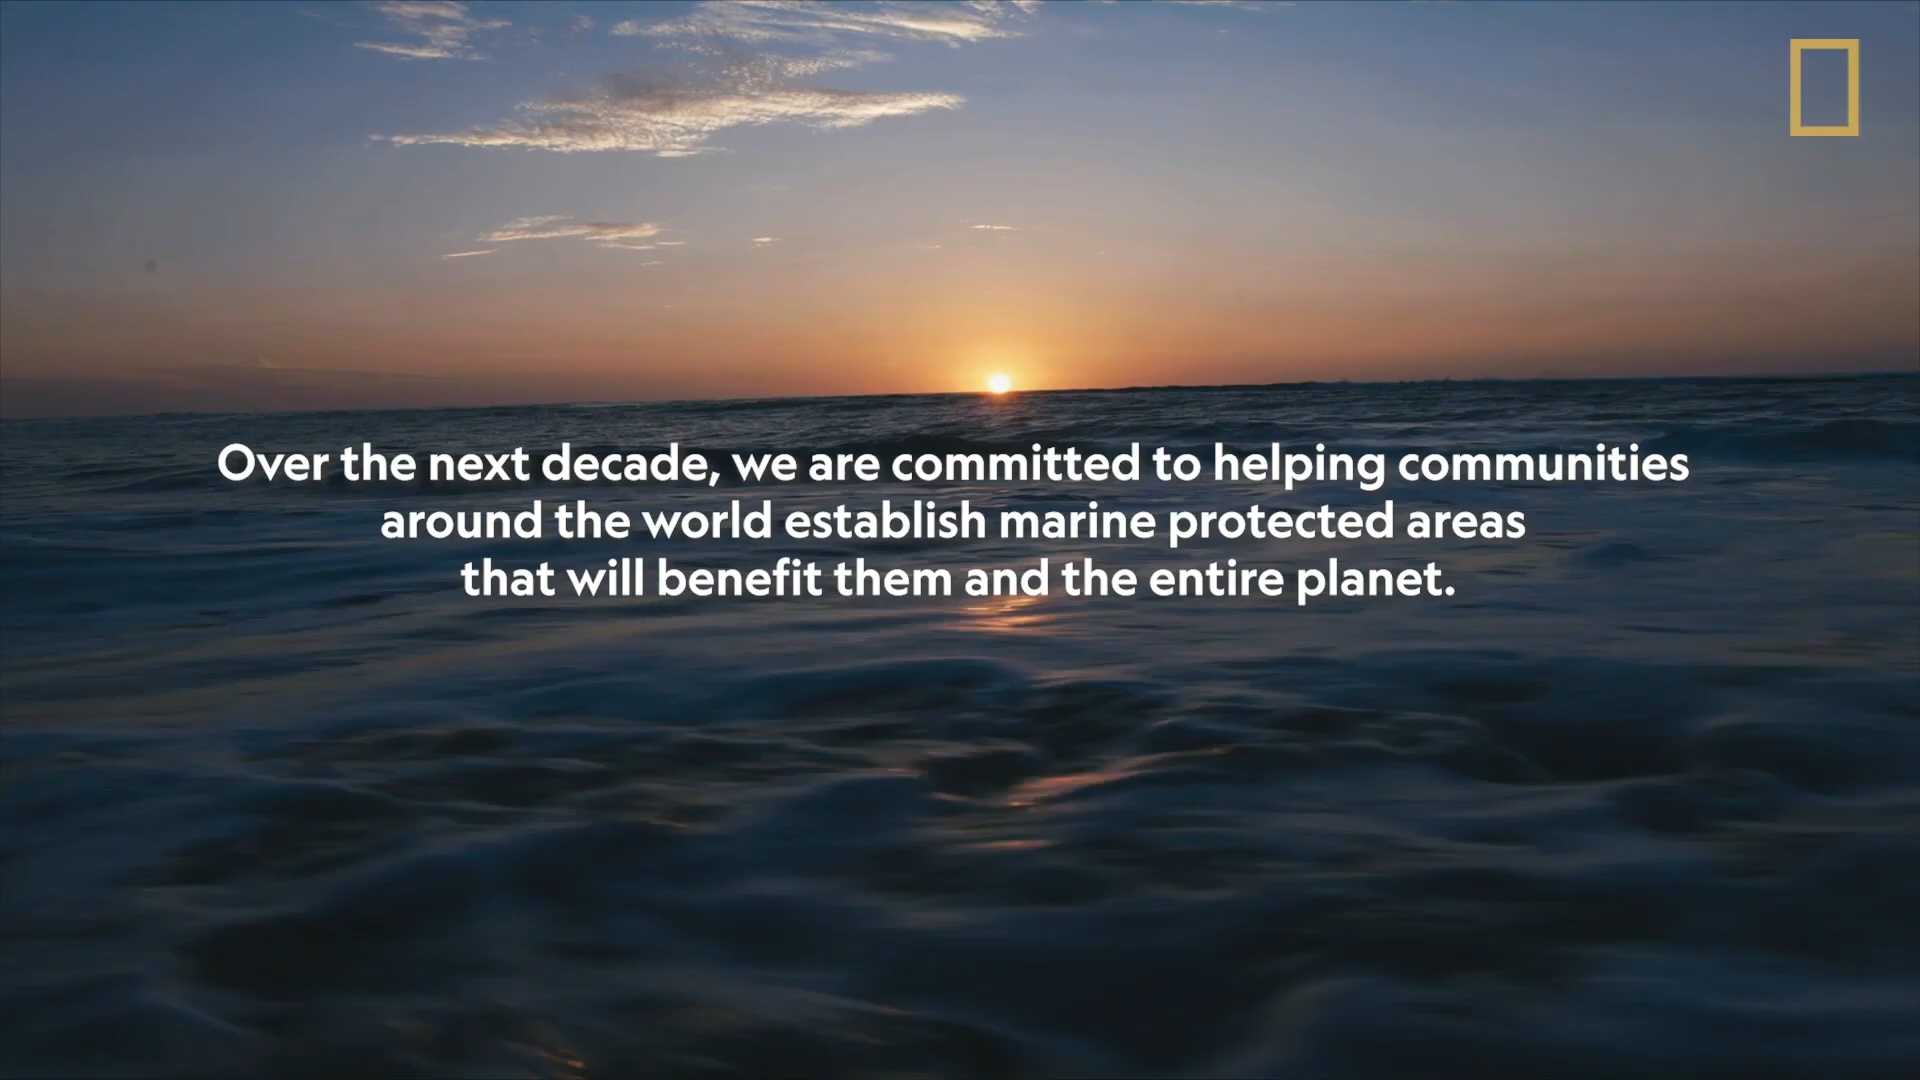 Over the next decade, we are committed to helping communities
around the world establish marine protected areas
that will benefit them and the entire planet.